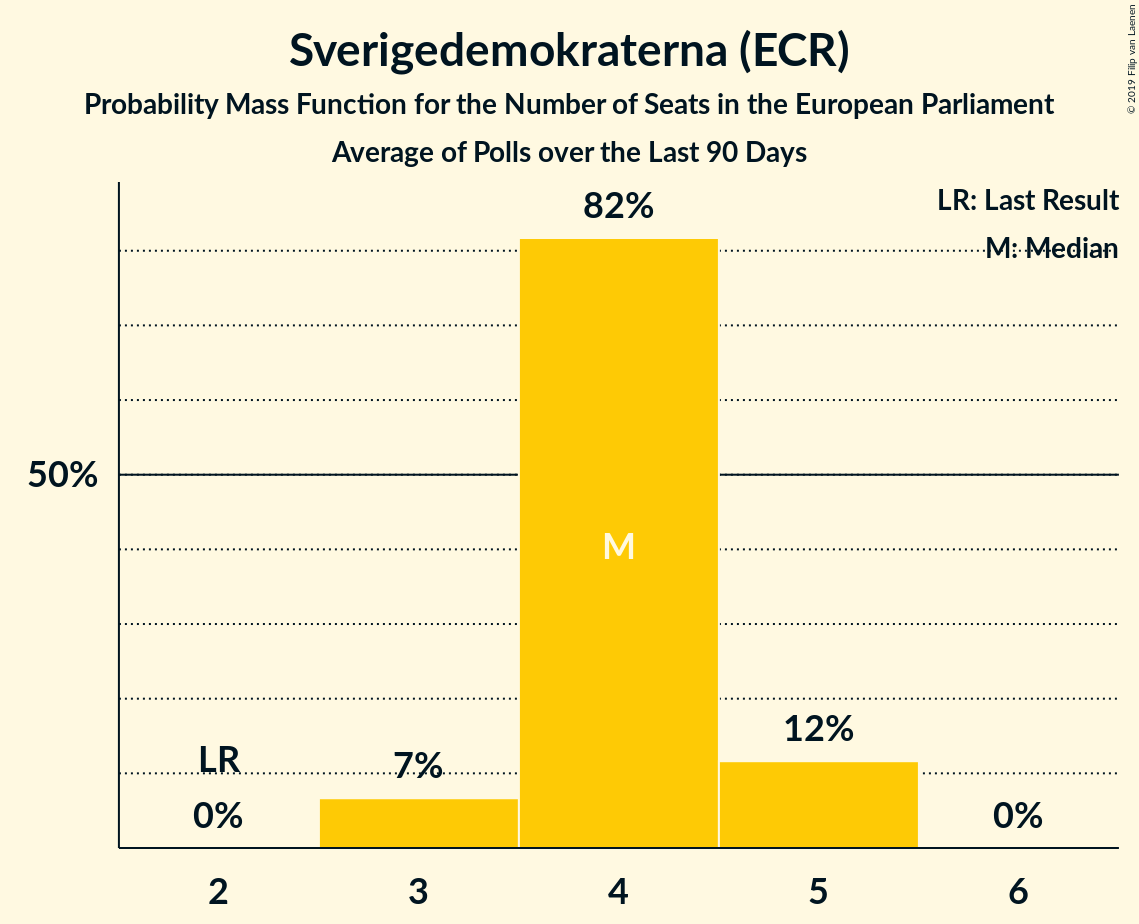 Sverigedemokraterna (ECR)
Probability Mass Function for the Number of Seats in the European Parliament
Average of Polls over the Last 90 Days
© 2019 Filip van Laenen
LR: Last Result
M: Median
82%
50%
M
LR
7%
12%
0%
0%
2 3 4 5 6